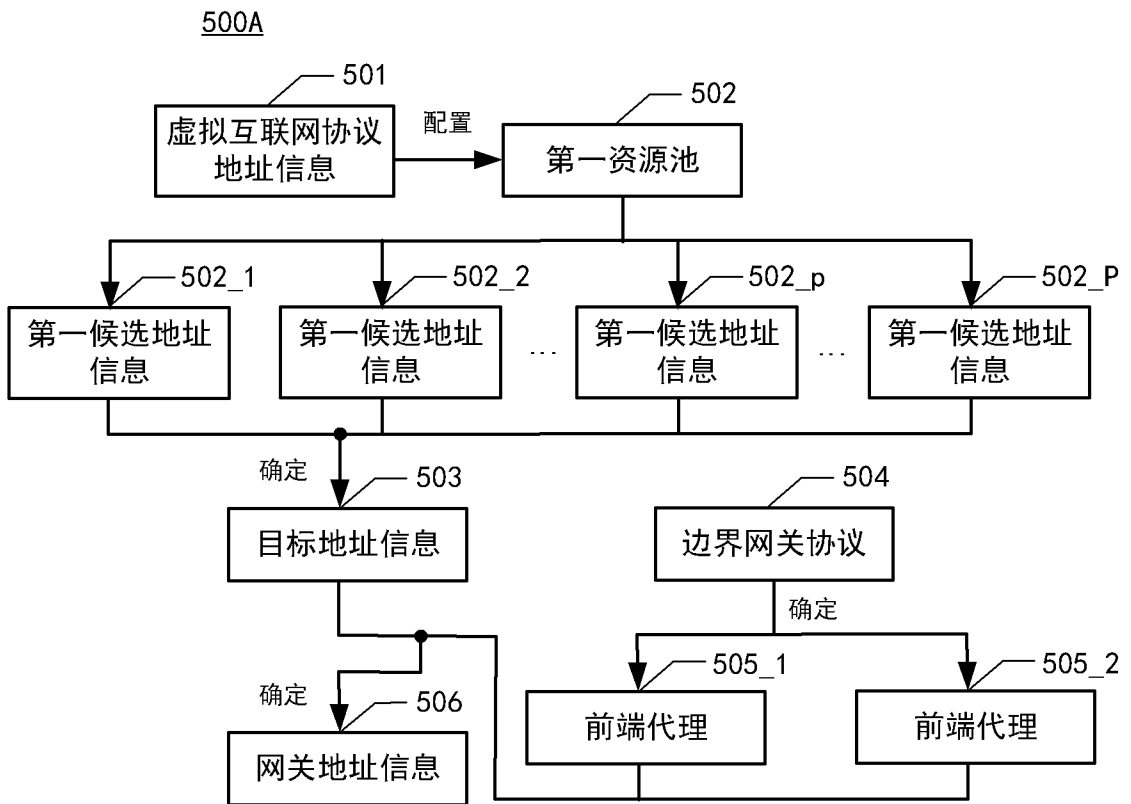 500A
501
虚拟互联网协议
地址信息
配置
502
第一资源池
502_1
第一候选地址
信息
502_2
第一候选地址
信息
...
502_p
第一候选地址
信息
...
502_P
第一候选地址
信息
确定
503
目标地址信息
504
边界网关协议
确定
505_1
前端代理
505_2
前端代理
确定
506
网关地址信息